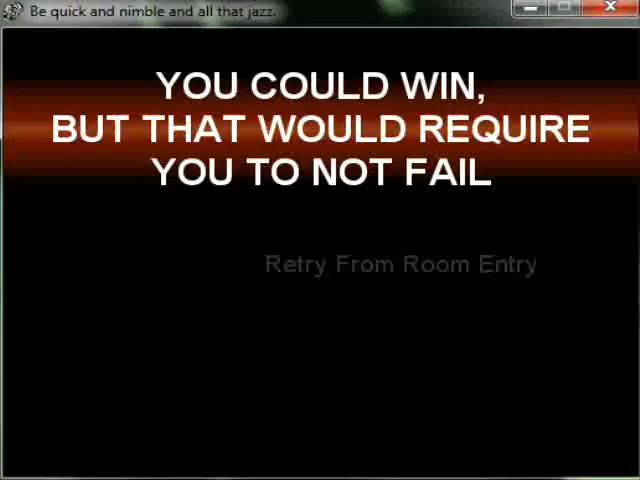 Be quick and nimble and all that jazz.
YOU COULD WIN,
BUT THAT WOULD REQUIRE
YOU TO NOT FAIL
Retry From Room Entry